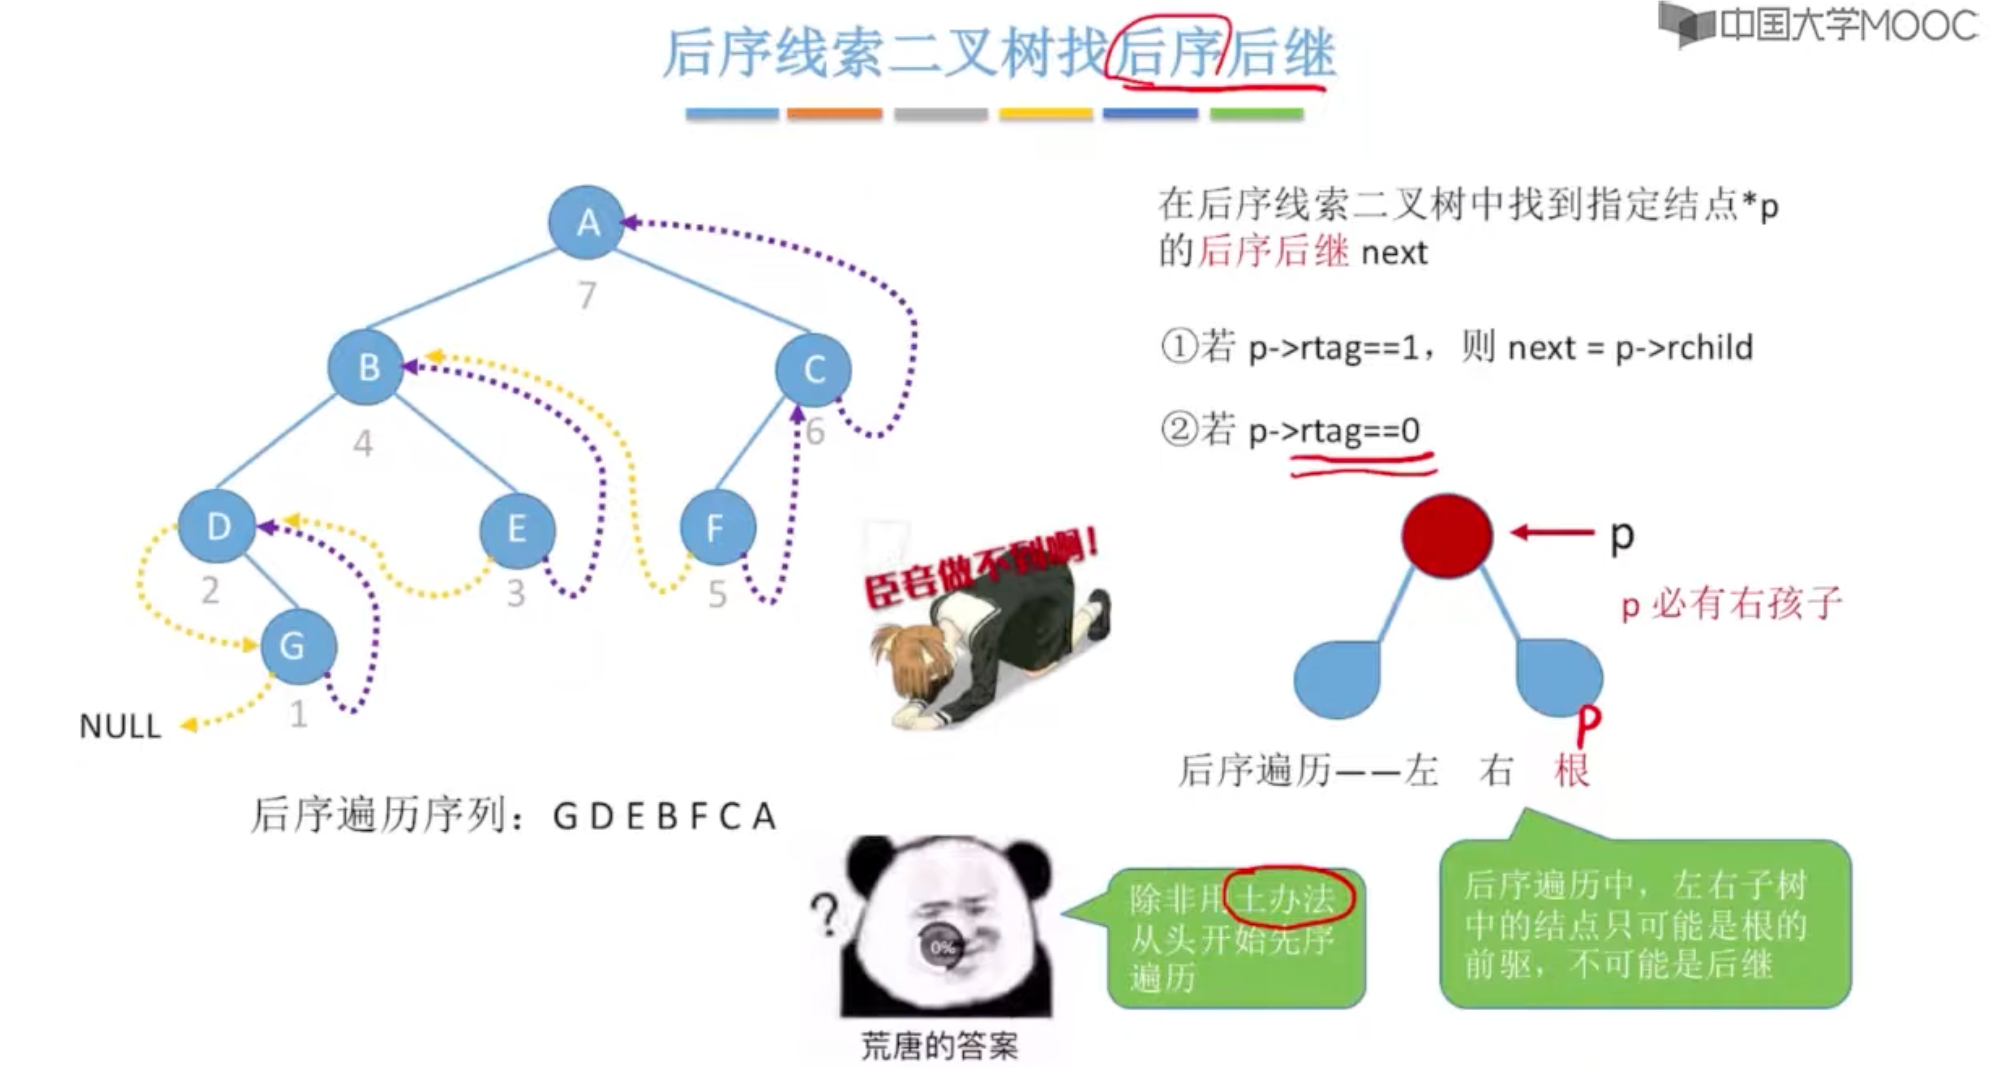 中国大学MOOC
后序线索二叉树找后序后继
A
7
B
C
4
6
D
E
F
2
3
5
G
1
NULL
后序遍历序列：G D E B F C A
在后序线索二叉树中找到指定结点*p
的后序后继 next
①若 p->rtag==1，则 next = p->rchild
②若 p->rtag==0
p
p 必有右孩子
P
后序遍历——左 右 根
臣妾做不到啊！
?
0%
除非用土办法
从头开始先序
遍历
荒唐的答案
后序遍历中，左右子树
中的结点只可能是根的
前驱，不可能是后继